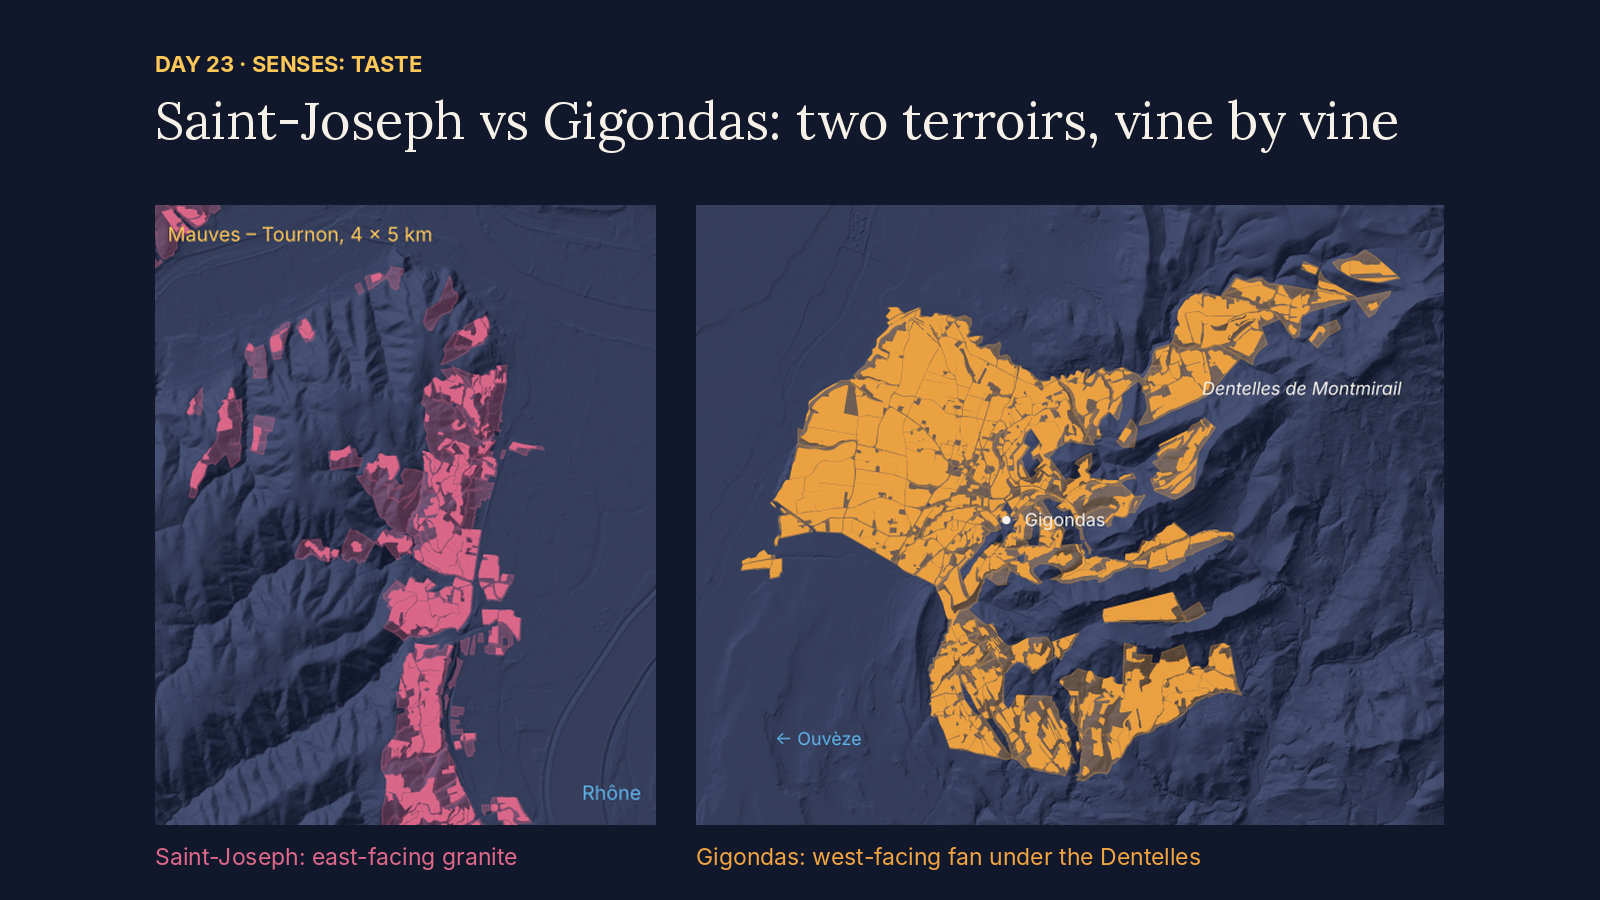 DAY 23 · SENSES: TASTE
Saint-Joseph vs Gigondas: two terroirs, vine by vine
Mauves – Tournon, 4 × 5 km
Rhône
Dentelles de Montmirail
Gigondas
← Ouvèze
Saint-Joseph: east-facing granite
Gigondas: west-facing fan under the Dentelles